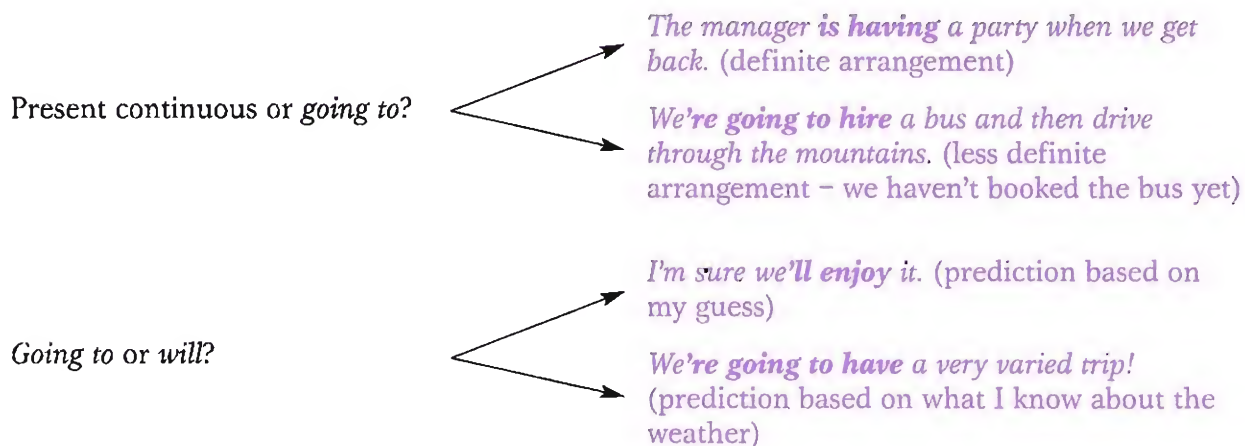 The manager is having a party when we get
back. (definite arrangement)
Present continuous or going to?
We're going to hire a bus and then drive
through the mountains. (less definite
arrangement – we haven't booked the bus yet)
I'm sure we'll enjoy it. (prediction based on
my guess)
Going to or will?
We're going to have a very varied trip!
(prediction based on what I know about the
weather)